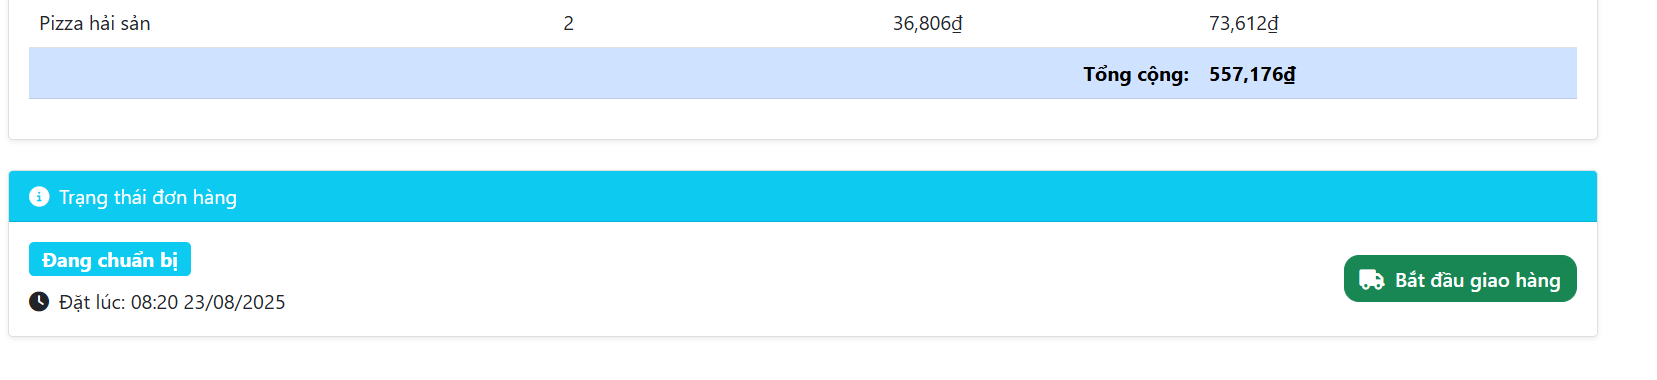 Pizza hải sản 2 36,806₫ 73,612₫
Tổng cộng: 557,176₫
Trạng thái đơn hàng
Đang chuẩn bị
Đặt lúc: 08:20 23/08/2025
Bắt đầu giao hàng